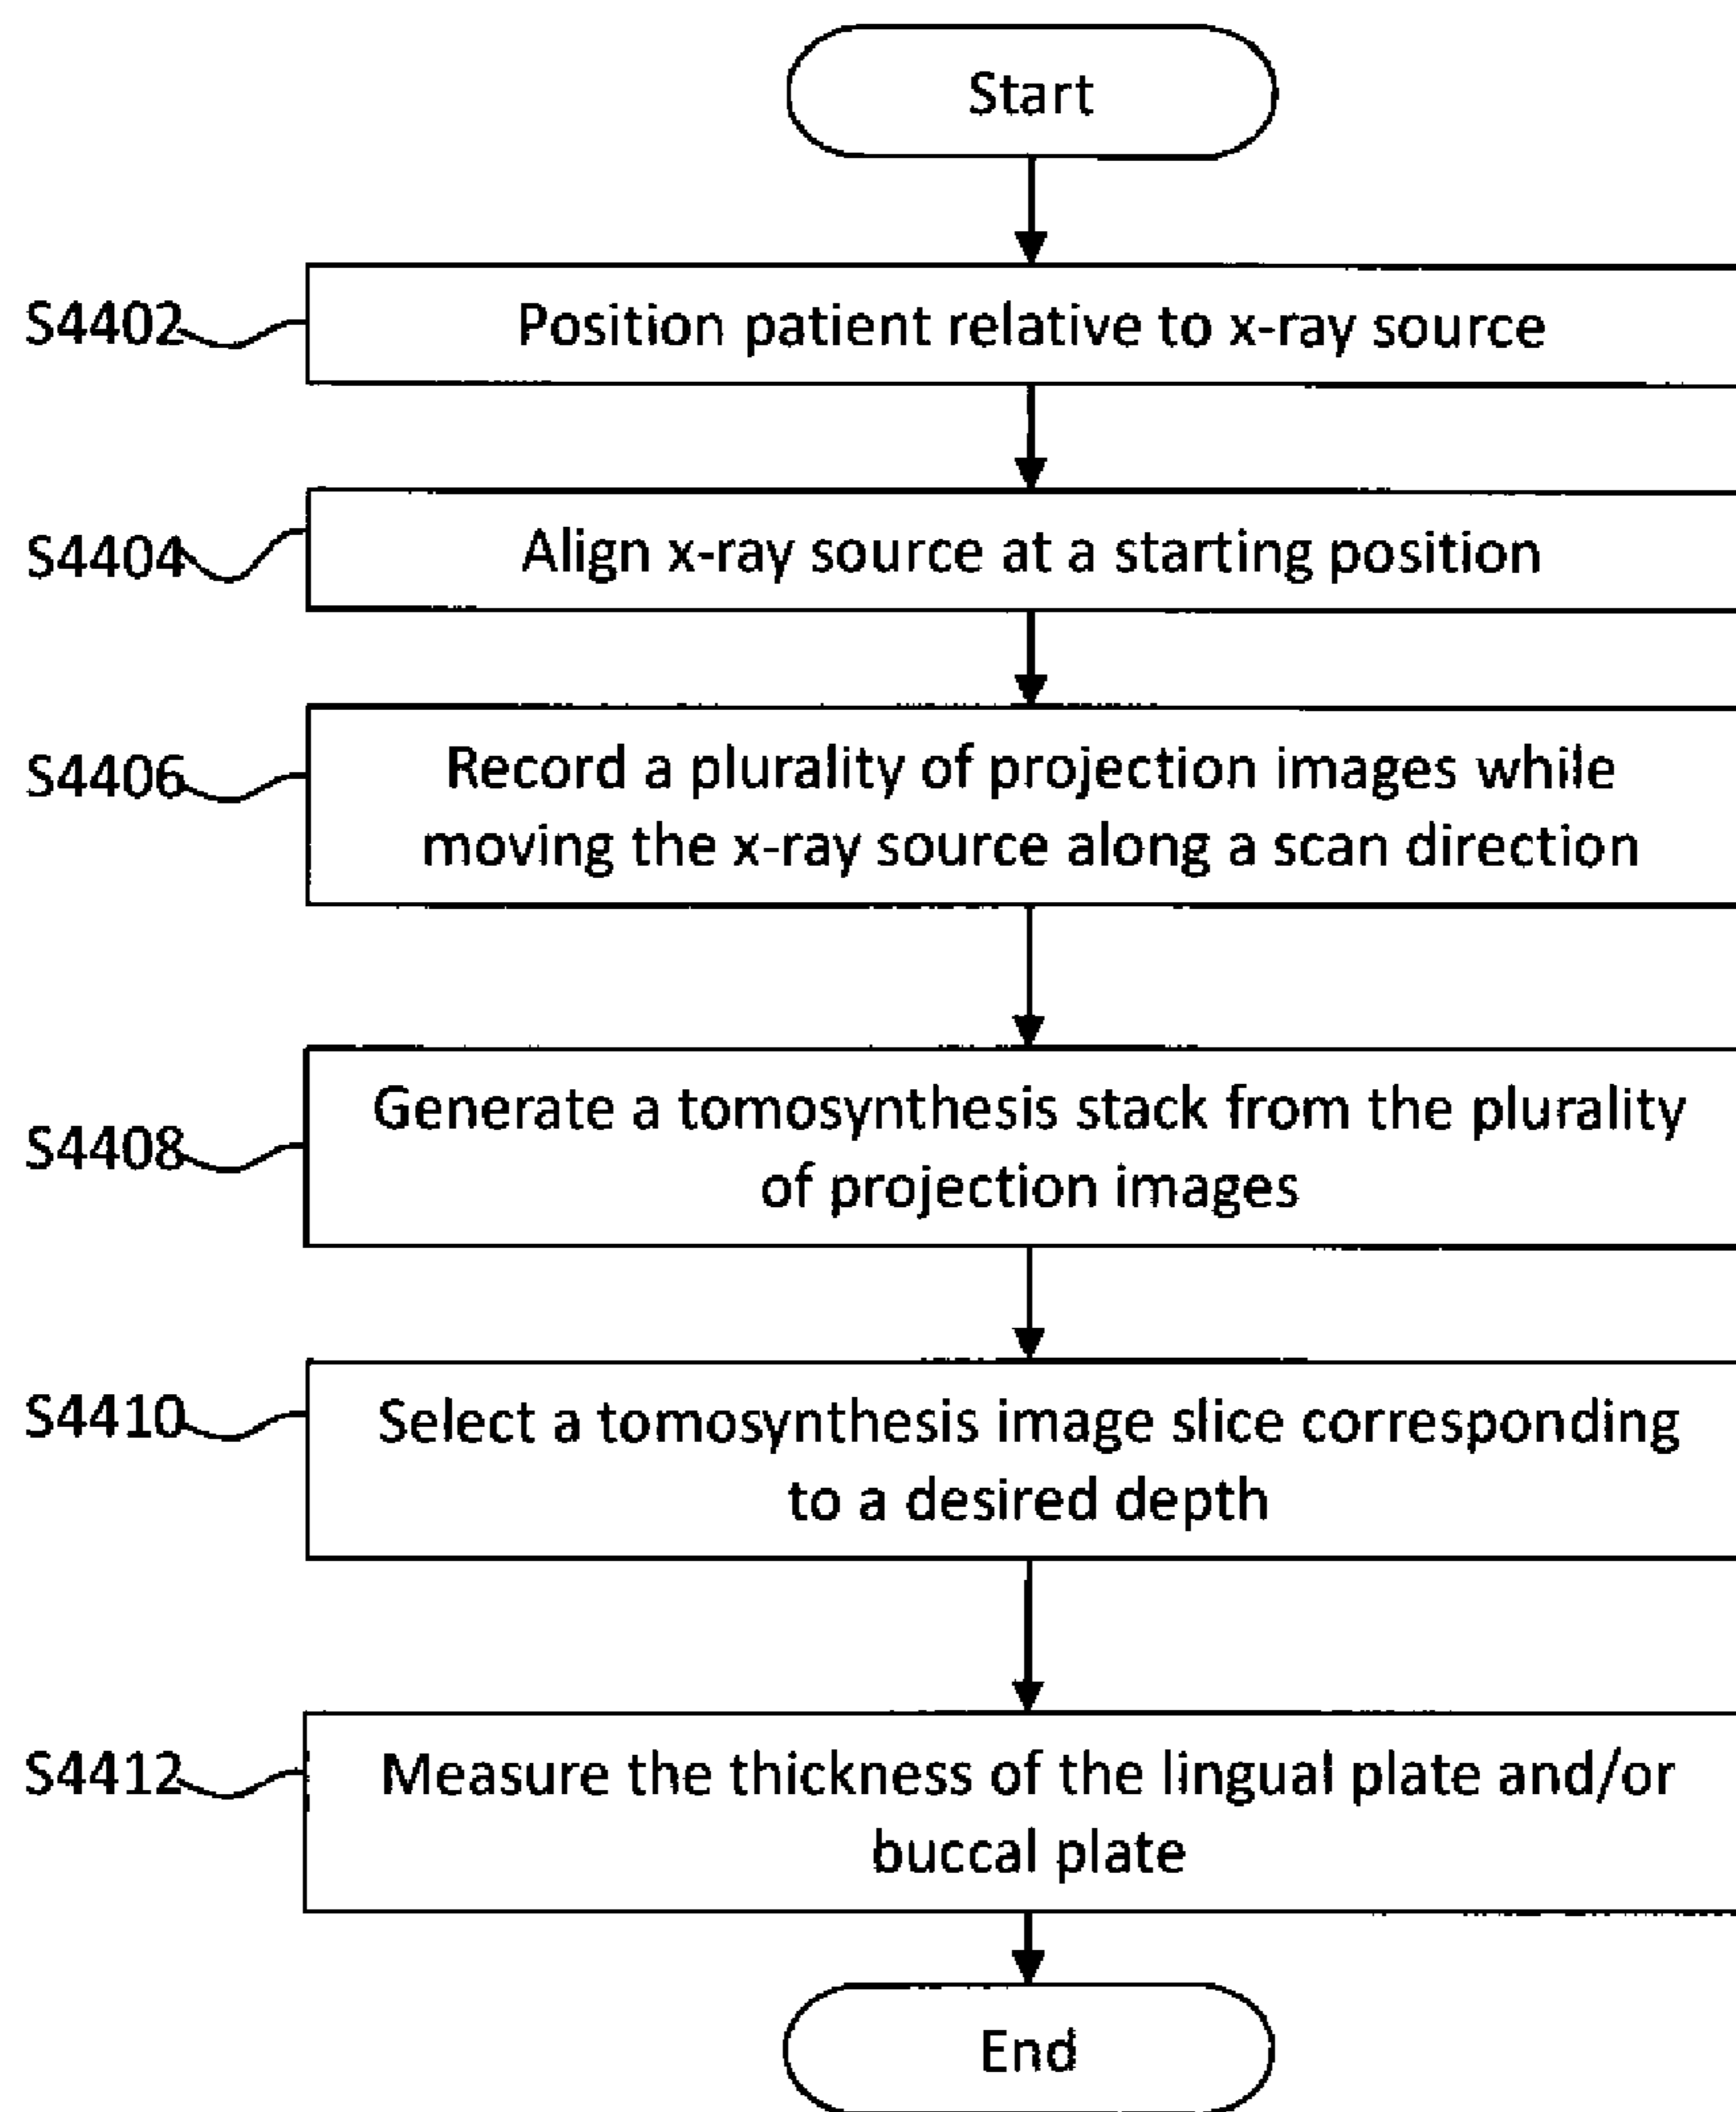 Start
S4402
Position patient relative to x-ray source
S4404
Align x-ray source at a starting position
S4406
Record a plurality of projection images while
moving the x-ray source along a scan direction
S4408
Generate a tomosynthesis stack from the plurality
of projection images
S4410
Select a tomosynthesis image slice corresponding
to a desired depth
S4412
Measure the thickness of the lingual plate and/or
buccal plate
End